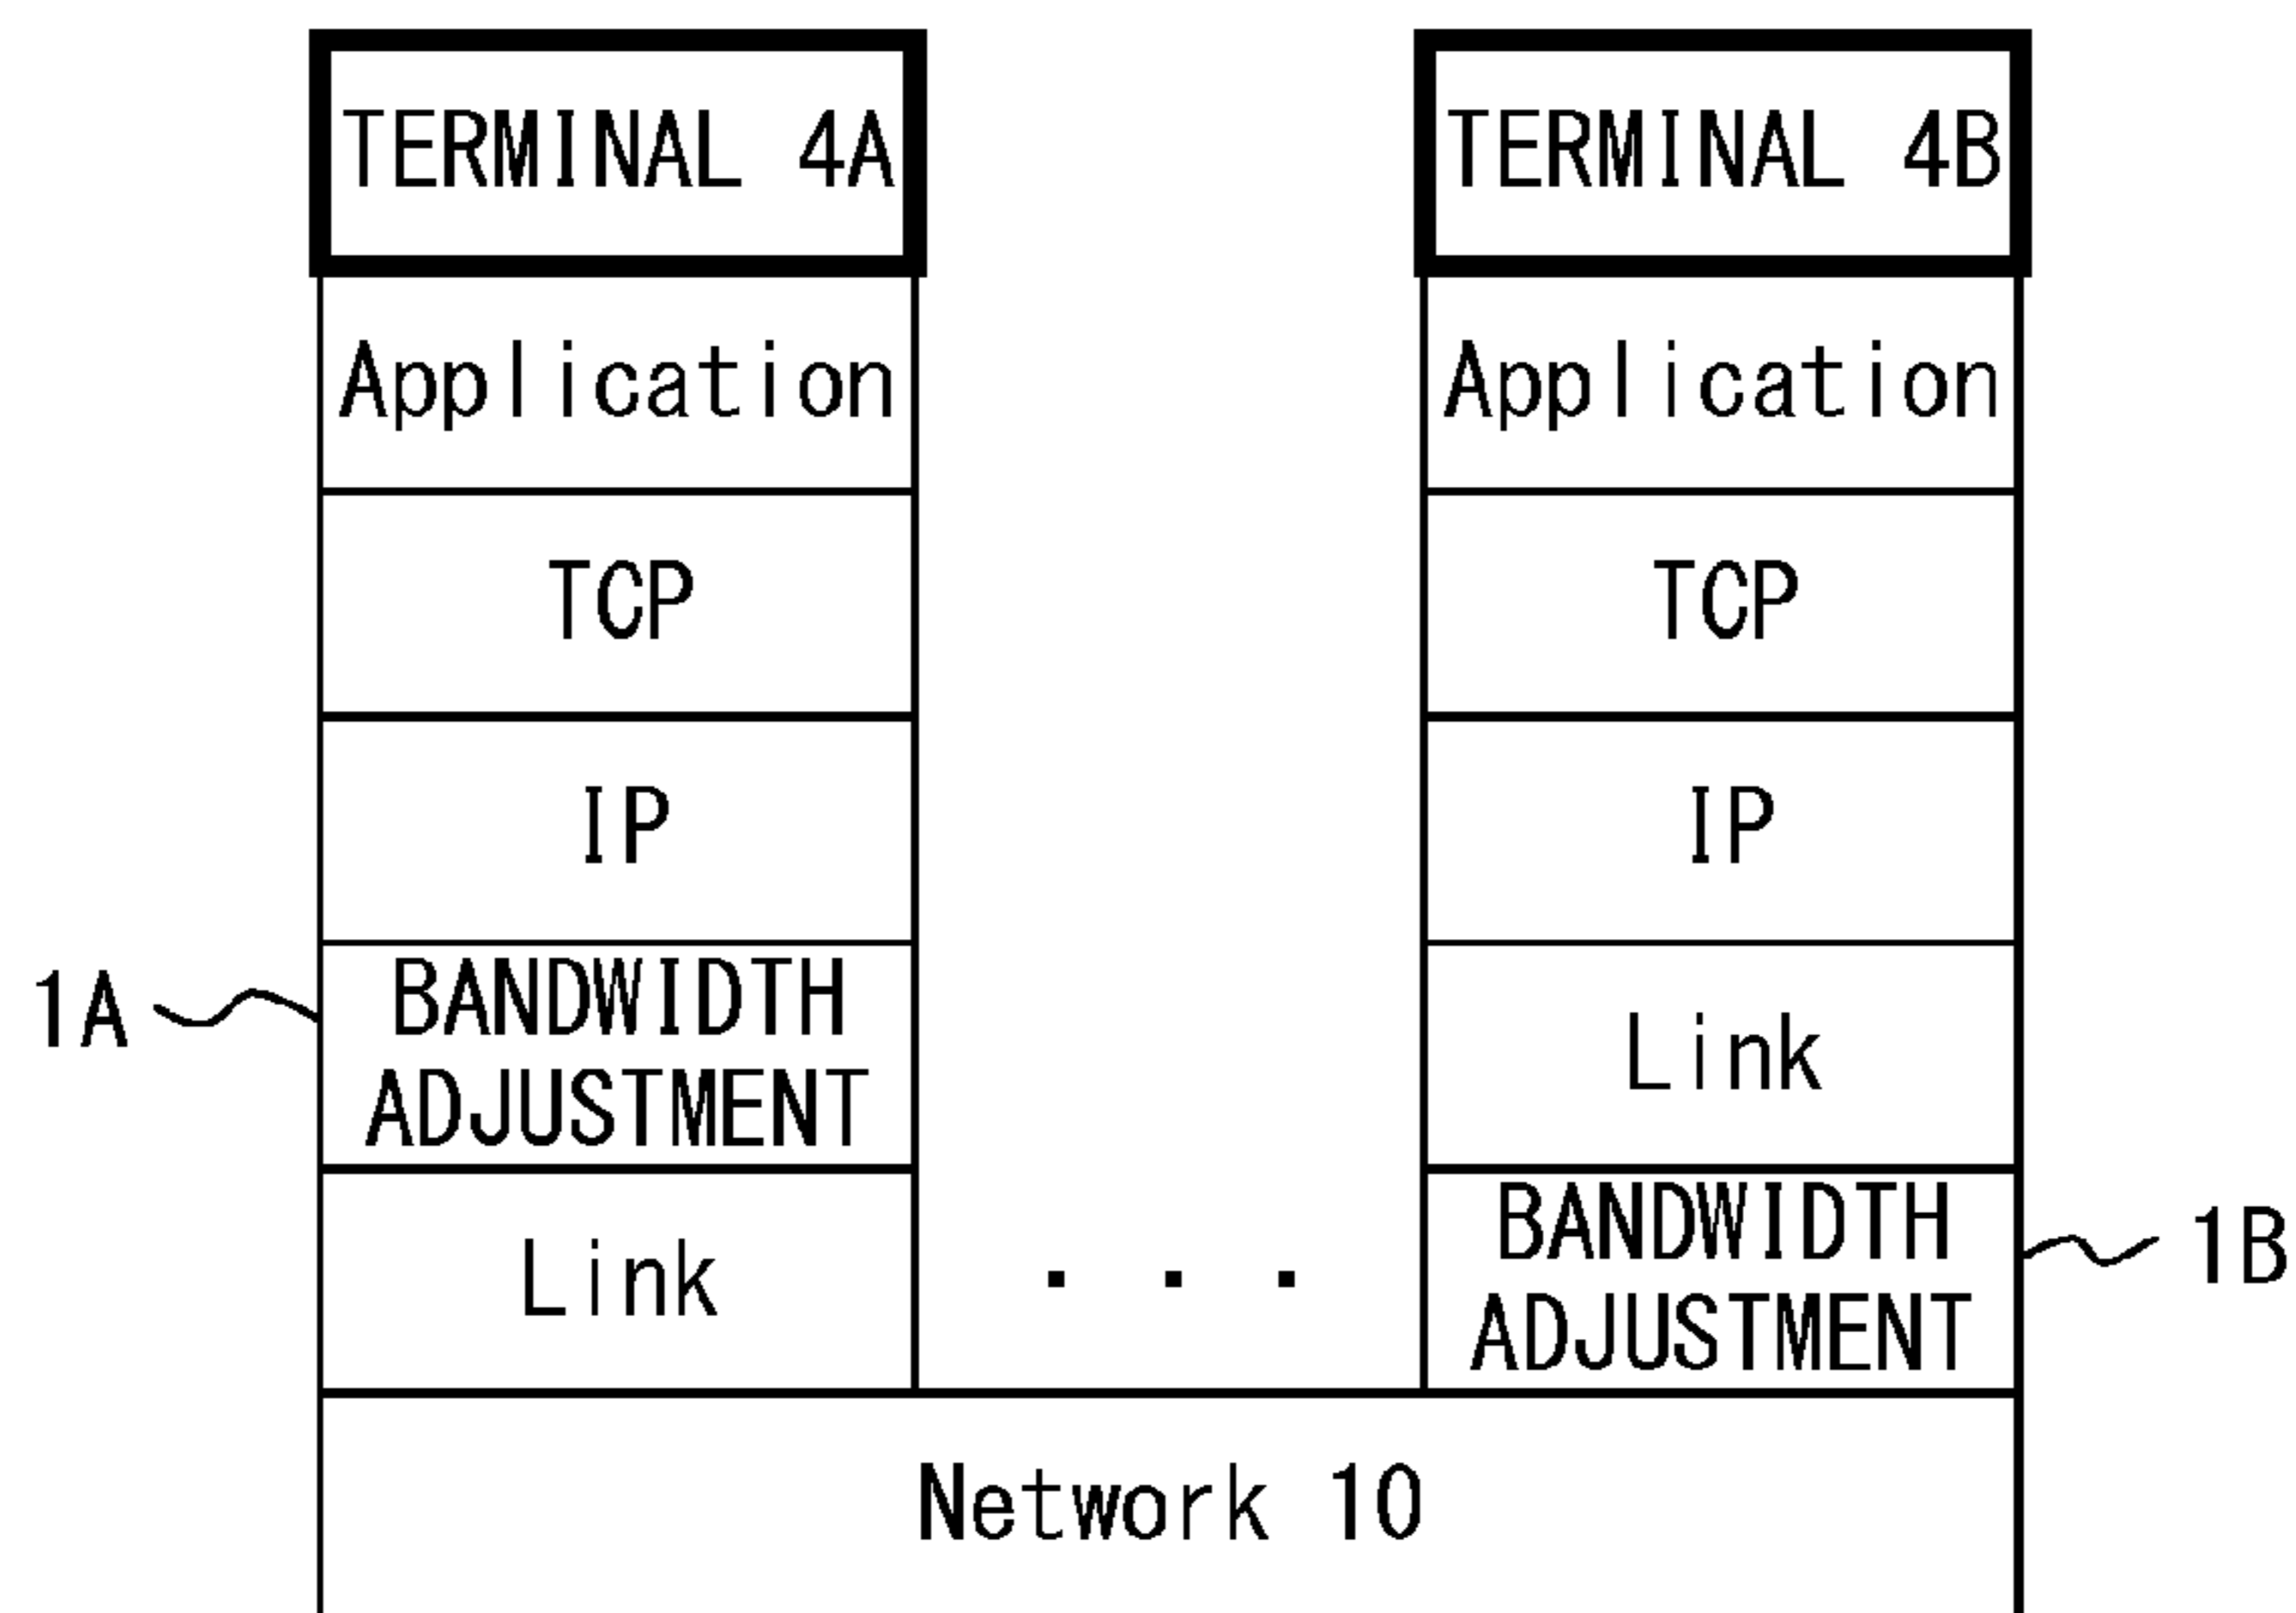 TERMINAL 4A
Application
TCP
IP
1A
BANDWIDTH
ADJUSTMENT
Link
TERMINAL 4B
Application
TCP
IP
Link
BANDWIDTH
ADJUSTMENT
1B
. . .
Network 10